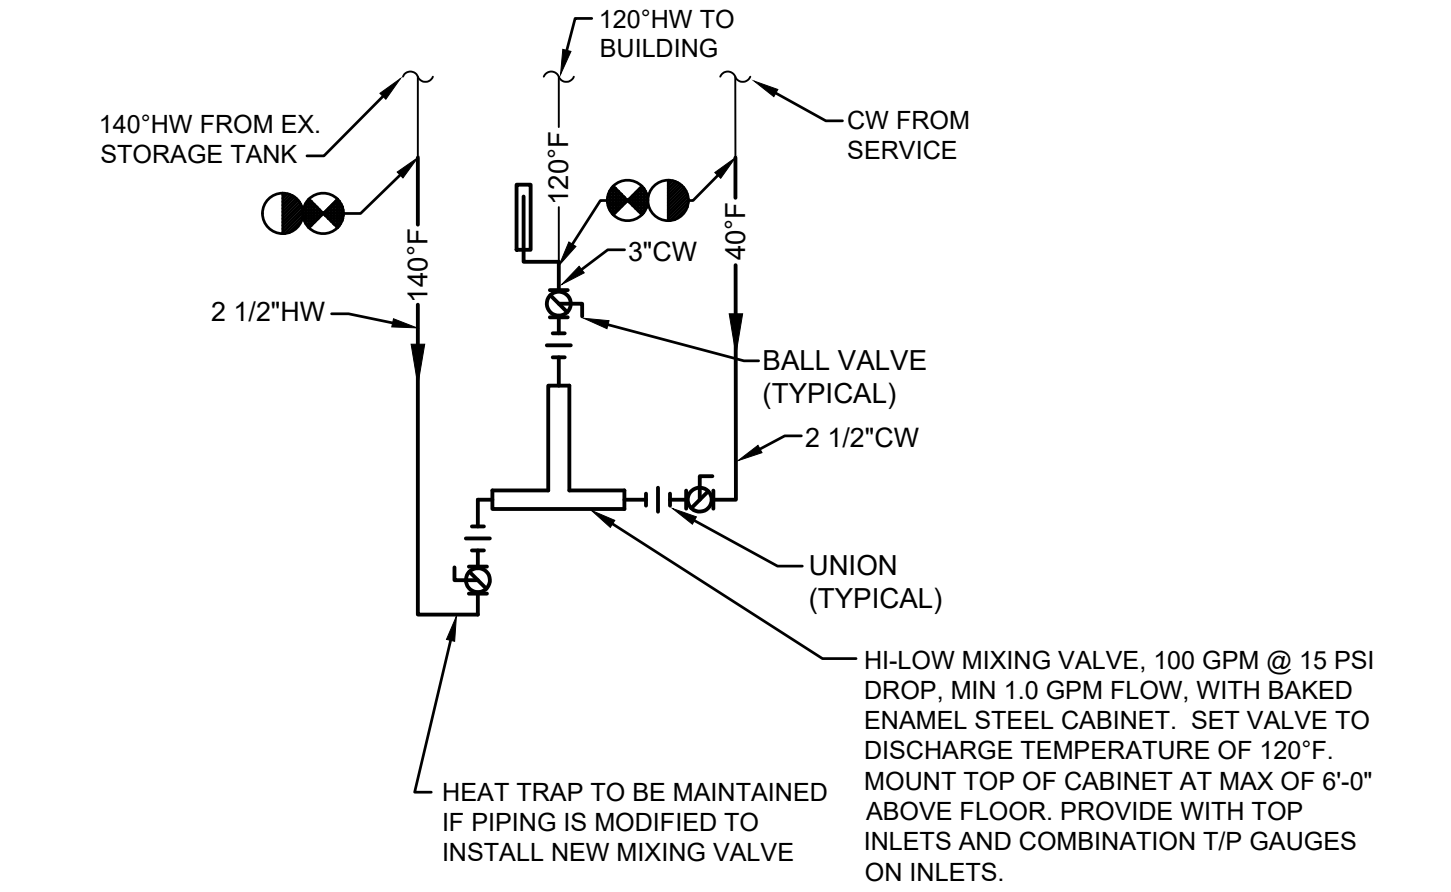 120°HW TO
BUILDING
140°HW FROM EX.
STORAGE TANK
CW FROM
SERVICE
120°F
140°F
40°F
3"CW
2 1/2"HW
BALL VALVE
(TYPICAL)
2 1/2"CW
UNION
(TYPICAL)
HI-LOW MIXING VALVE, 100 GPM @ 15 PSI
DROP, MIN 1.0 GPM FLOW, WITH BAKED
ENAMEL STEEL CABINET. SET VALVE TO
DISCHARGE TEMPERATURE OF 120°F.
MOUNT TOP OF CABINET AT MAX OF 6'-0"
ABOVE FLOOR. PROVIDE WITH TOP
INLETS AND COMBINATION T/P GAUGES
ON INLETS.
HEAT TRAP TO BE MAINTAINED
IF PIPING IS MODIFIED TO
INSTALL NEW MIXING VALVE